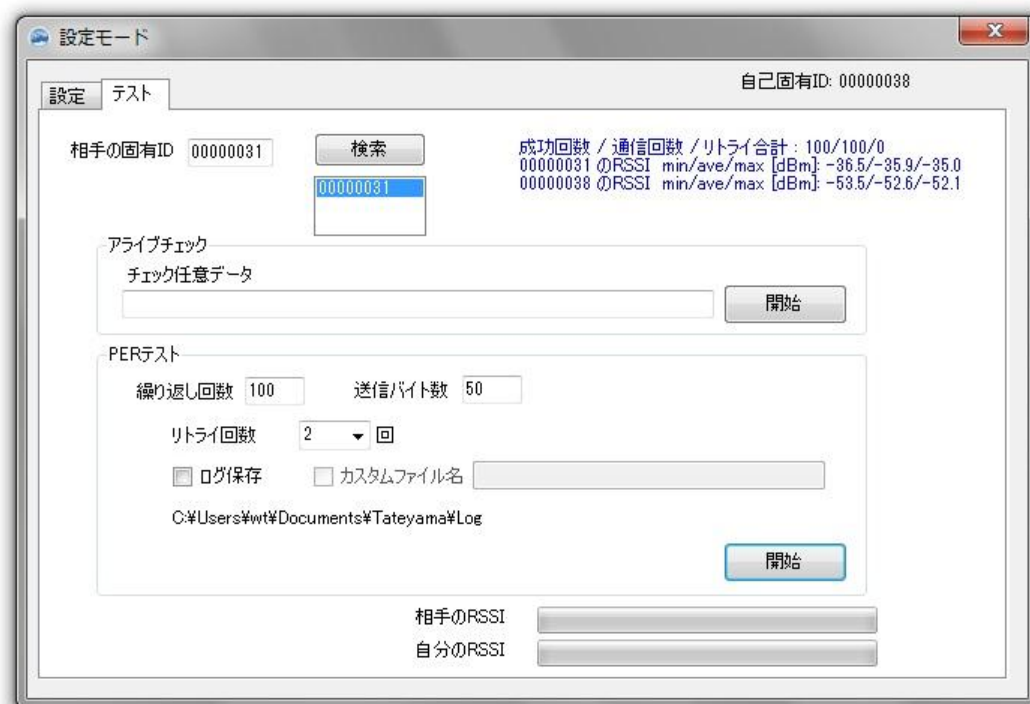 設定モード
自己固有ID: 00000038
設定 テスト
相手の固有ID 00000031 検索
成功回数 / 通信回数 / リトライ合計 : 100/100/0
00000031 のRSSI min/ave/max [dBm]: -36.5/-35.9/-35.0
00000038 のRSSI min/ave/max [dBm]: -53.5/-52.6/-52.1
00000031
アライブチェック
チェック任意データ
開始
PERテスト
繰り返し回数 100 送信バイト数 50
リトライ回数 2 回
ログ保存 カスタムファイル名
C:¥Users¥wt¥Documents¥Tateyama¥Log
開始
相手のRSSI
自分のRSSI